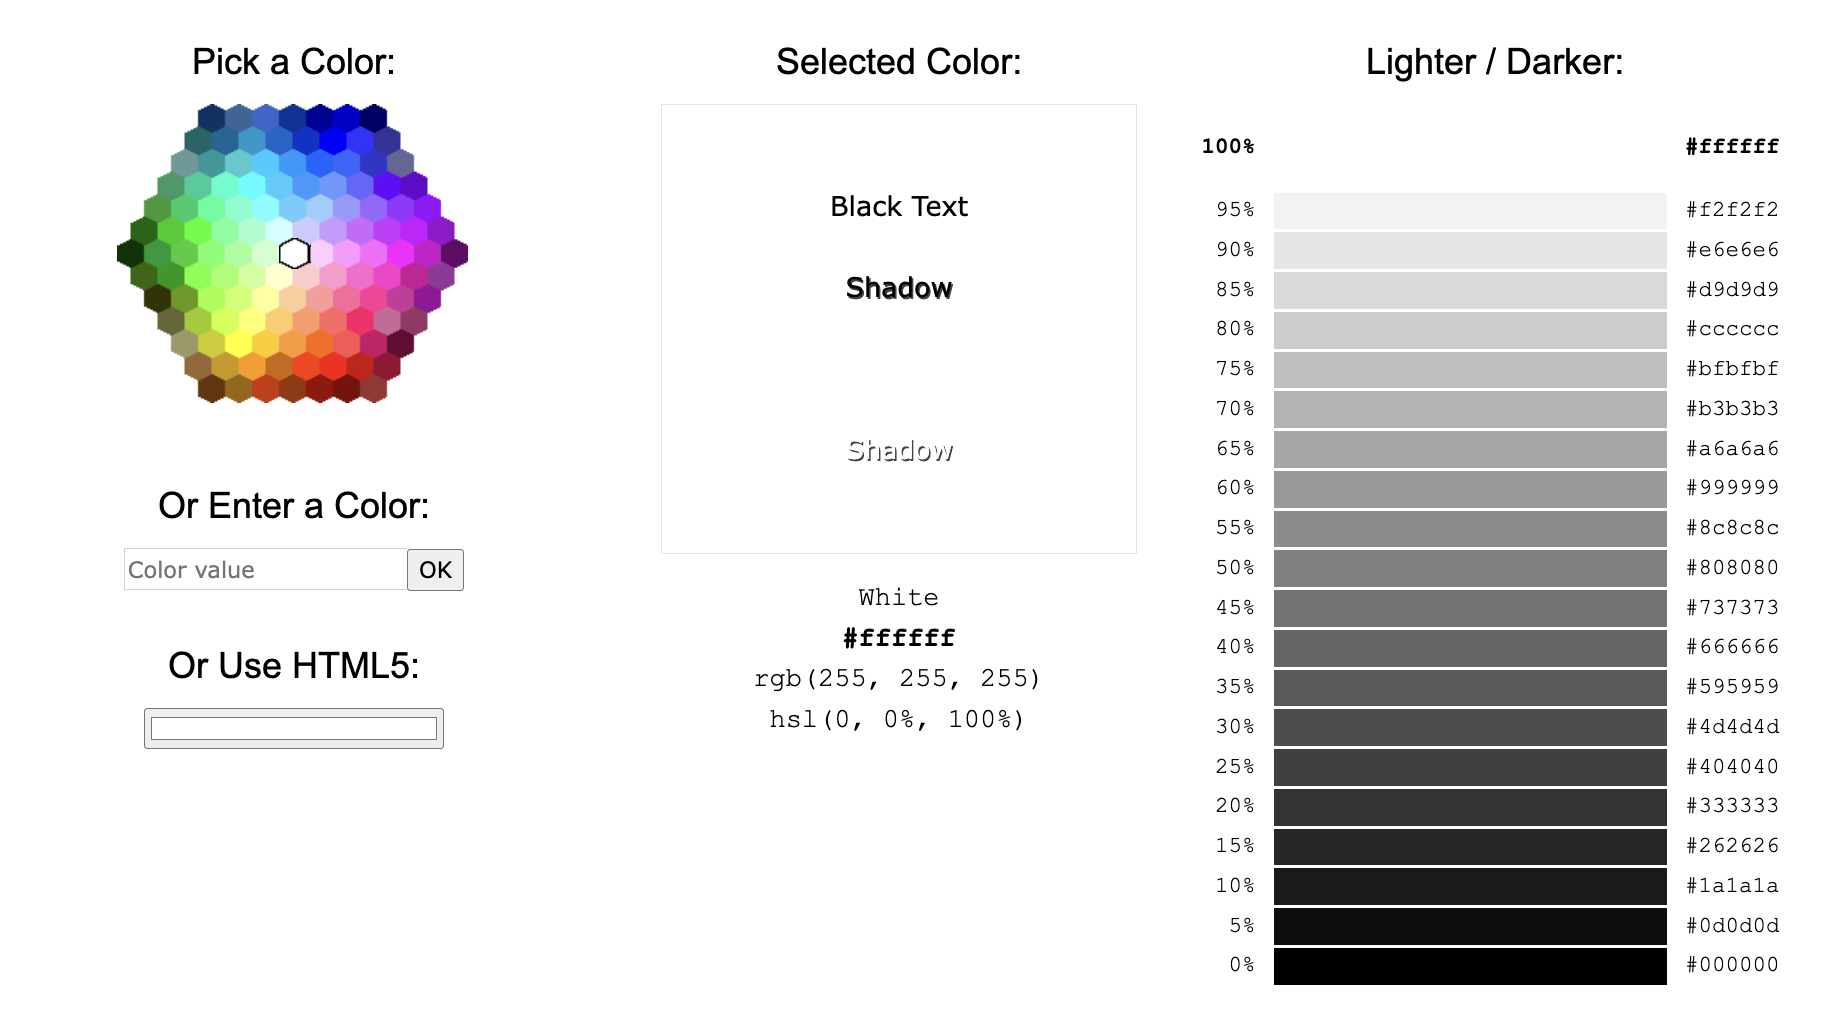 Pick a Color:
Or Enter a Color:
Color value
OK
Or Use HTML5:
Selected Color:
Black Text
Shadow
Shadow
White
#ffffff
rgb(255, 255, 255)
hsl(0, 0%, 100%)
Lighter / Darker:
100% #ffffff
95% #f2f2f2
90% #e6e6e6
85% #d9d9d9
80% #cccccc
75% #bfbfbf
70% #b3b3b3
65% #a6a6a6
60% #999999
55% #8c8c8c
50% #808080
45% #737373
40% #666666
35% #595959
30% #4d4d4d
25% #404040
20% #333333
15% #262626
10% #1a1a1a
5% #0d0d0d
0% #000000